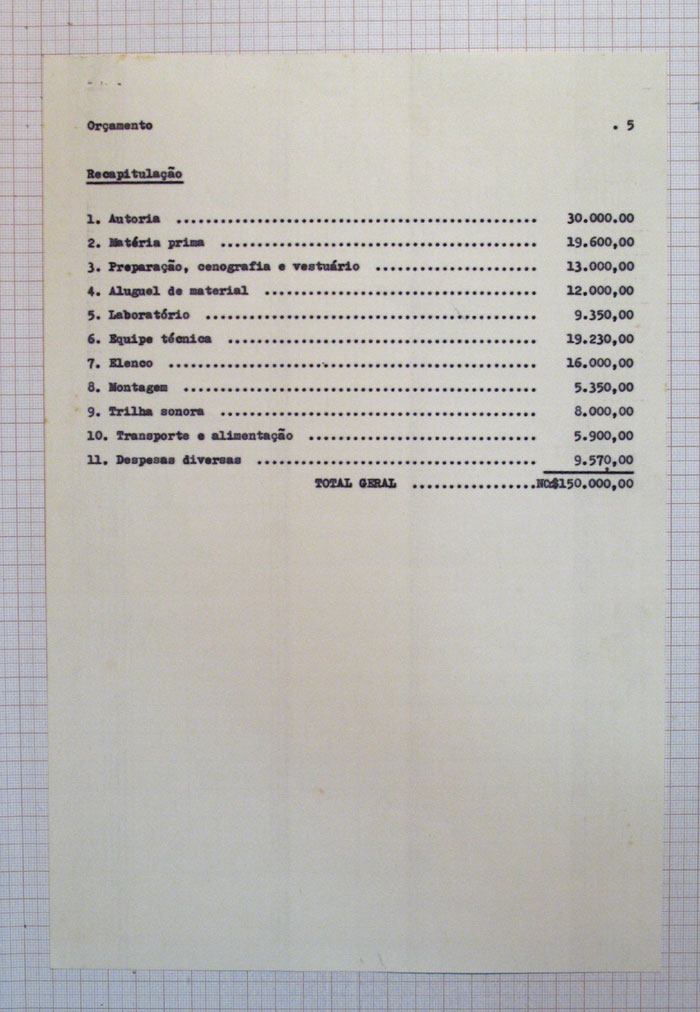 Orçamento . 5
Recapitulação
1. Autoria ................................................. 30.000.00
2. Matéria prima ........................................... 19.600,00
3. Preparação, cenografia e vestuário ...................... 13.000,00
4. Aluguel de material ..................................... 12.000,00
5. Laboratório ............................................. 9.350,00
6. Equipe técnica .......................................... 19.230,00
7. Elenco .................................................. 16.000,00
8. Montagem ................................................ 5.350,00
9. Trilha sonora ........................................... 8.000,00
10. Transporte e alimentação ............................... 5.900,00
11. Despesas diversas ...................................... 9.570,00
TOTAL GERAL .................NC$150.000,00